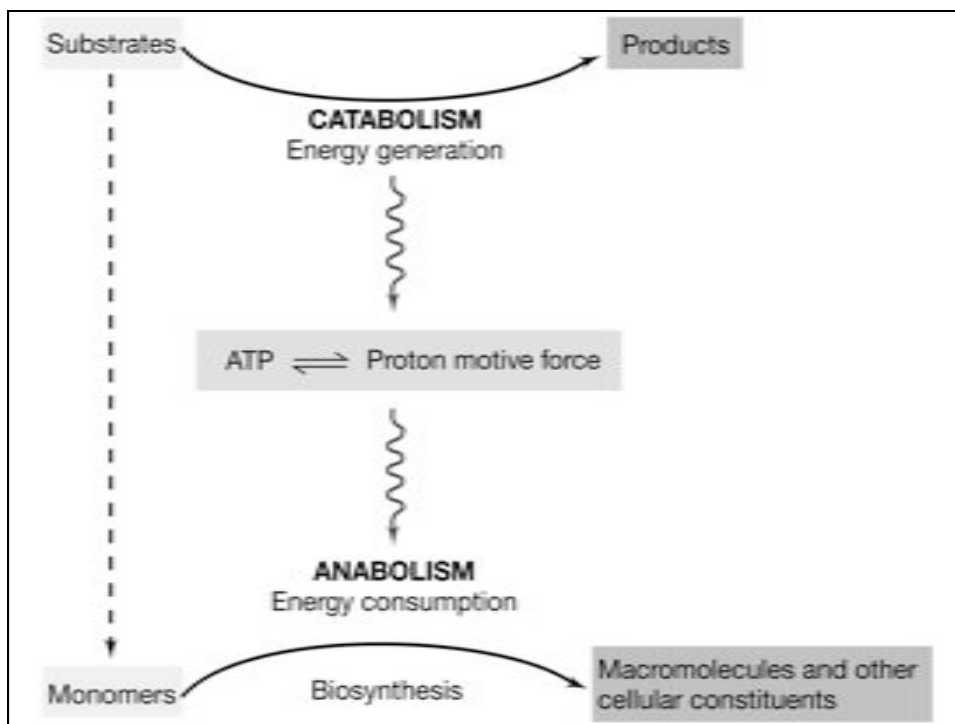 Substrates
Products
CATABOLISM
Energy generation
ATP ⇌ Proton motive force
ANABOLISM
Energy consumption
Monomers
Biosynthesis
Macromolecules and other
cellular constituents